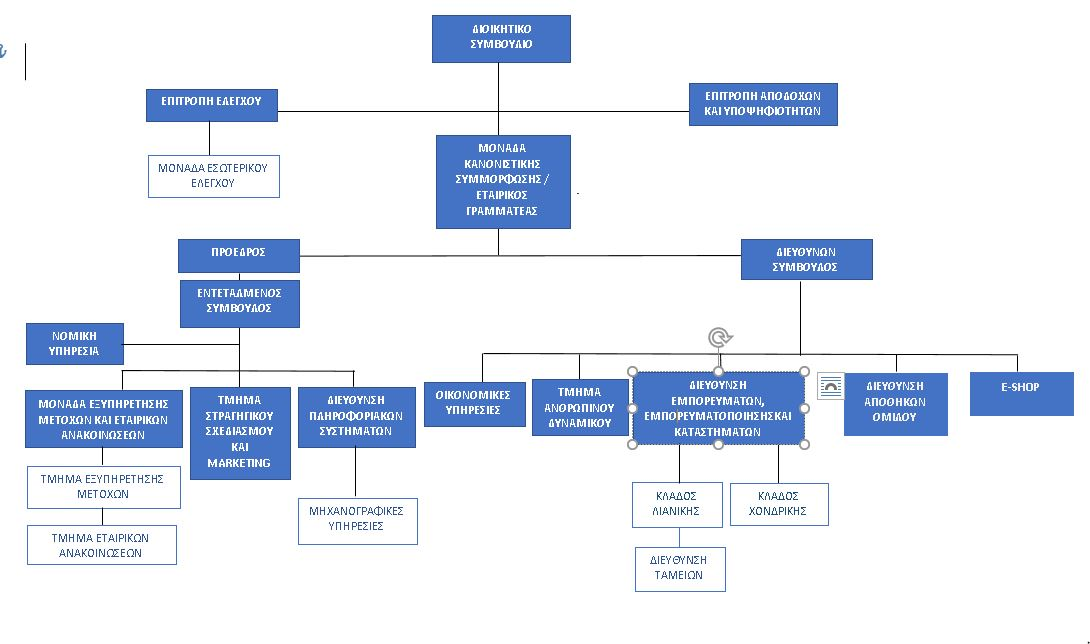 ΔΙΟΙΚΗΤΙΚΟ
ΣΥΜΒΟΥΛΙΟ
ΕΠΙΤΡΟΠΗ ΕΛΕΓΧΟΥ
ΕΠΙΤΡΟΠΗ ΑΠΟΔΟΧΩΝ
ΚΑΙ ΥΠΟΨΗΦΙΟΤΗΤΩΝ
ΜΟΝΑΔΑ ΕΣΩΤΕΡΙΚΟΥ
ΕΛΕΓΧΟΥ
ΜΟΝΑΔΑ
ΚΑΝΟΝΙΣΤΙΚΗΣ
ΣΥΜΜΟΡΦΩΣΗΣ /
ΕΤΑΙΡΙΚΟΣ
ΓΡΑΜΜΑΤΕΑΣ
ΠΡΟΕΔΡΟΣ
ΔΙΕΥΘΥΝΩΝ
ΣΥΜΒΟΥΛΟΣ
ΕΝΤΕΤΑΛΜΕΝΟΣ
ΣΥΜΒΟΥΛΟΣ
ΝΟΜΙΚΗ
ΥΠΗΡΕΣΙΑ
ΜΟΝΑΔΑ ΕΞΥΠΗΡΕΤΗΣΗΣ
ΜΕΤΟΧΩΝ ΚΑΙ ΕΤΑΙΡΙΚΩΝ
ΑΝΑΚΟΙΝΩΣΕΩΝ
ΤΜΗΜΑ
ΣΤΡΑΤΗΓΙΚΟΥ
ΣΧΕΔΙΑΣΜΟΥ
ΚΑΙ
MARKETING
ΔΙΕΥΘΥΝΣΗ
ΠΛΗΡΟΦΟΡΙΑΚΩΝ
ΣΥΣΤΗΜΑΤΩΝ
ΟΙΚΟΝΟΜΙΚΕΣ
ΥΠΗΡΕΣΙΕΣ
ΤΜΗΜΑ
ΑΝΘΡΩΠΙΝΟΥ
ΔΥΝΑΜΙΚΟΥ
ΔΙΕΥΘΥΝΣΗ
ΕΜΠΟΡΕΥΜΑΤΩΝ,
ΕΜΠΟΡΕΥΜΑΤΟΠΟΙΗΣΗΣ ΚΑΙ
ΚΑΤΑΣΤΗΜΑΤΩΝ
ΔΙΕΥΘΥΝΣΗ
ΑΠΟΘΗΚΩΝ
ΟΜΙΛΟΥ
E-SHOP
ΤΜΗΜΑ ΕΞΥΠΗΡΕΤΗΣΗΣ
ΜΕΤΟΧΩΝ
ΤΜΗΜΑ ΕΤΑΙΡΙΚΩΝ
ΑΝΑΚΟΙΝΩΣΕΩΝ
ΜΗΧΑΝΟΓΡΑΦΙΚΕΣ
ΥΠΗΡΕΣΙΕΣ
ΚΛΑΔΟΣ
ΛΙΑΝΙΚΗΣ
ΚΛΑΔΟΣ
ΧΟΝΔΡΙΚΗΣ
ΔΙΕΥΘΥΝΣΗ
ΤΑΜΕΙΩΝ